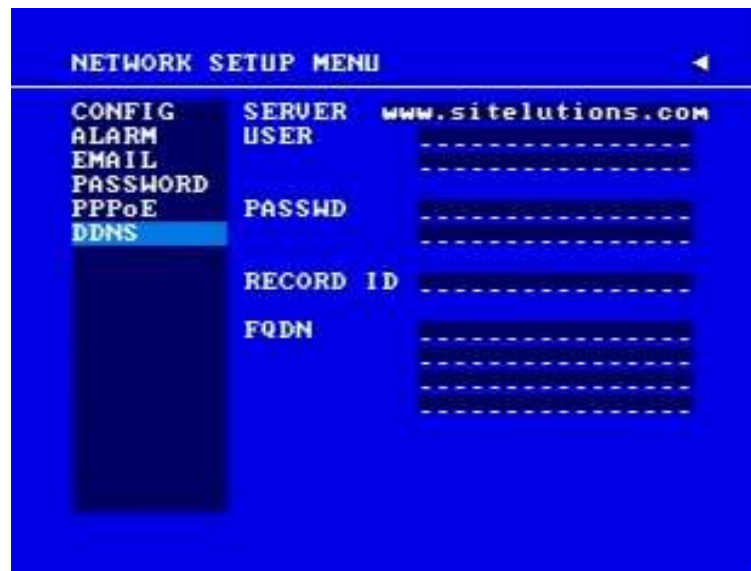 NETWORK SETUP MENU
CONFIG
ALARM
EMAIL
PASSWORD
PPPoE
DDNS
SERVER www.sitelutions.com
USER ----------------
----------------
PASSWD ----------------
----------------
RECORD ID ----------------
FQDN ----------------
----------------
----------------
----------------